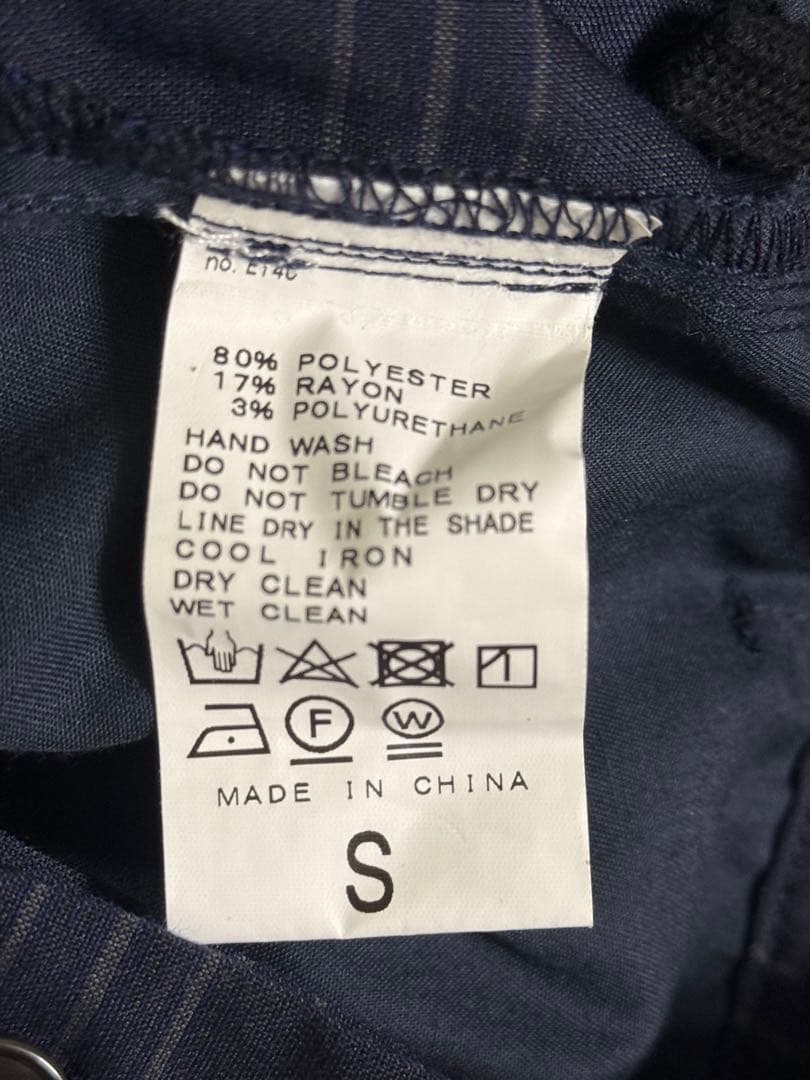 no.
80% POLYESTER
17% RAYON
3% POLYURETHANE
HAND WASH
DO NOT BLEACH
DO NOT TUMBLE DRY
LINE DRY IN THE SHADE
COOL IRON
DRY CLEAN
WET CLEAN
F W
MADE IN CHINA
S